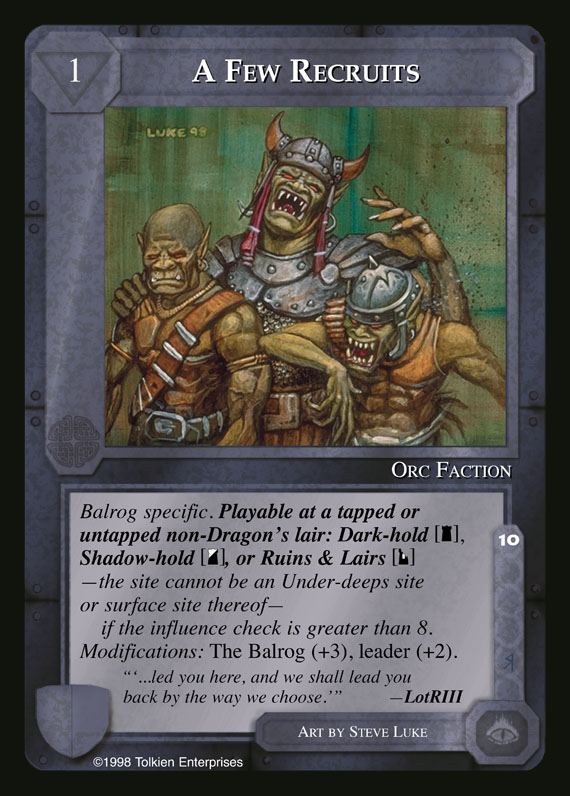 1
A Few Recruits
LUKE 98
Orc Faction
Balrog specific. Playable at a tapped or
untapped non-Dragon's lair: Dark-hold [ ],
Shadow-hold [ ], or Ruins & Lairs [ ]
—the site cannot be an Under-deeps site
or surface site thereof—
if the influence check is greater than 8.
Modifications: The Balrog (+3), leader (+2).
“‘...led you here, and we shall lead you
back by the way we choose.’” —LotRIII
10
Art by Steve Luke
©1998 Tolkien Enterprises